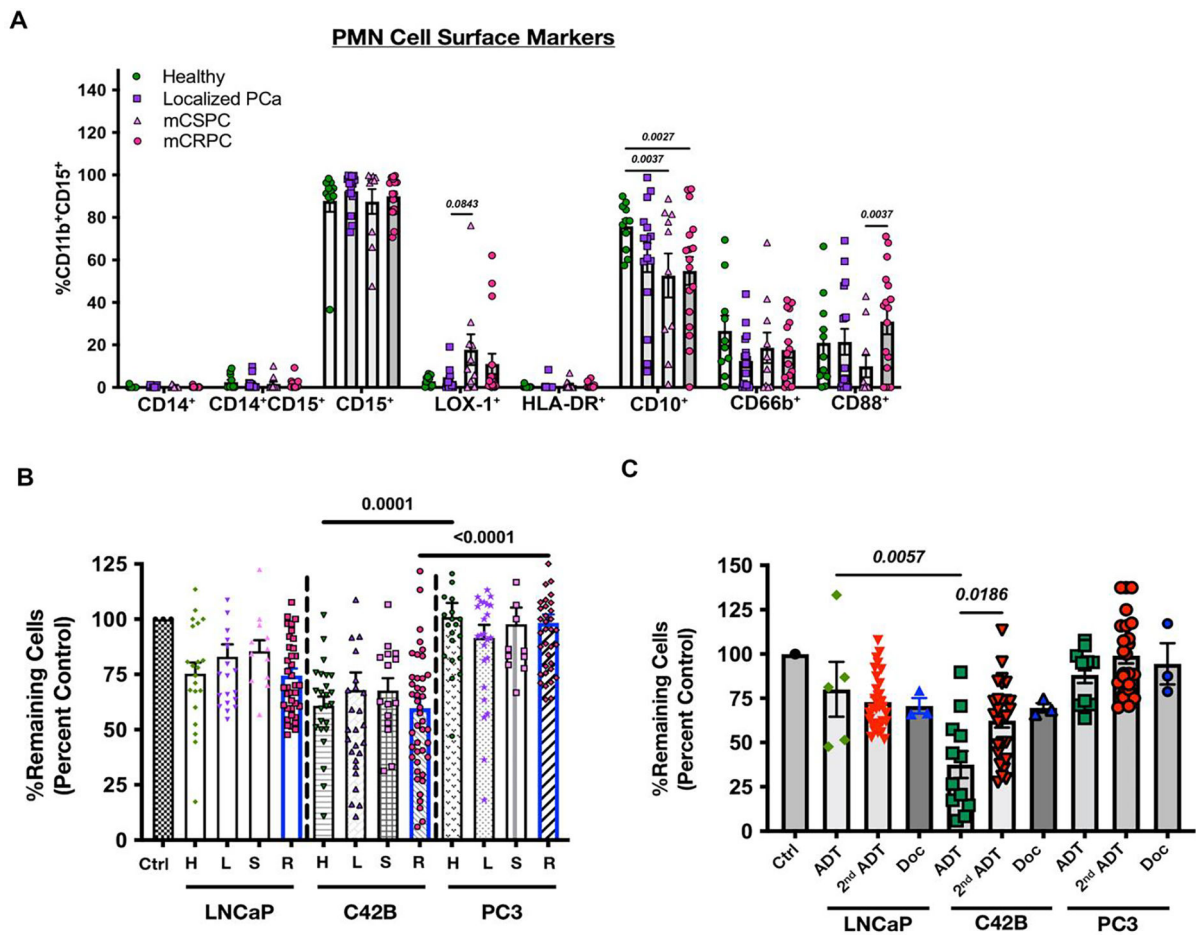 A
PMN Cell Surface Markers
Healthy
Localized PCa
mCSPC
mCRPC
%CD11b⁺CD15⁺
140
120
100
80
60
40
20
0
0.0843
0.0027
0.0037
0.0037
CD14⁺ CD14⁺CD15⁺ CD15⁺ LOX-1⁺ HLA-DR⁺ CD10⁺ CD66b⁺ CD88⁺
B
%Remaining Cells
(Percent Control)
125
100
75
50
25
0
0.0001
<0.0001
Ctrl H L S R H L S R H L S R
LNCaP C42B PC3
C
%Remaining Cells
(Percent Control)
150
125
100
75
50
25
0
0.0057
0.0186
Ctrl ADT 2nd ADT Doc ADT 2nd ADT Doc ADT 2nd ADT Doc
LNCaP C42B PC3